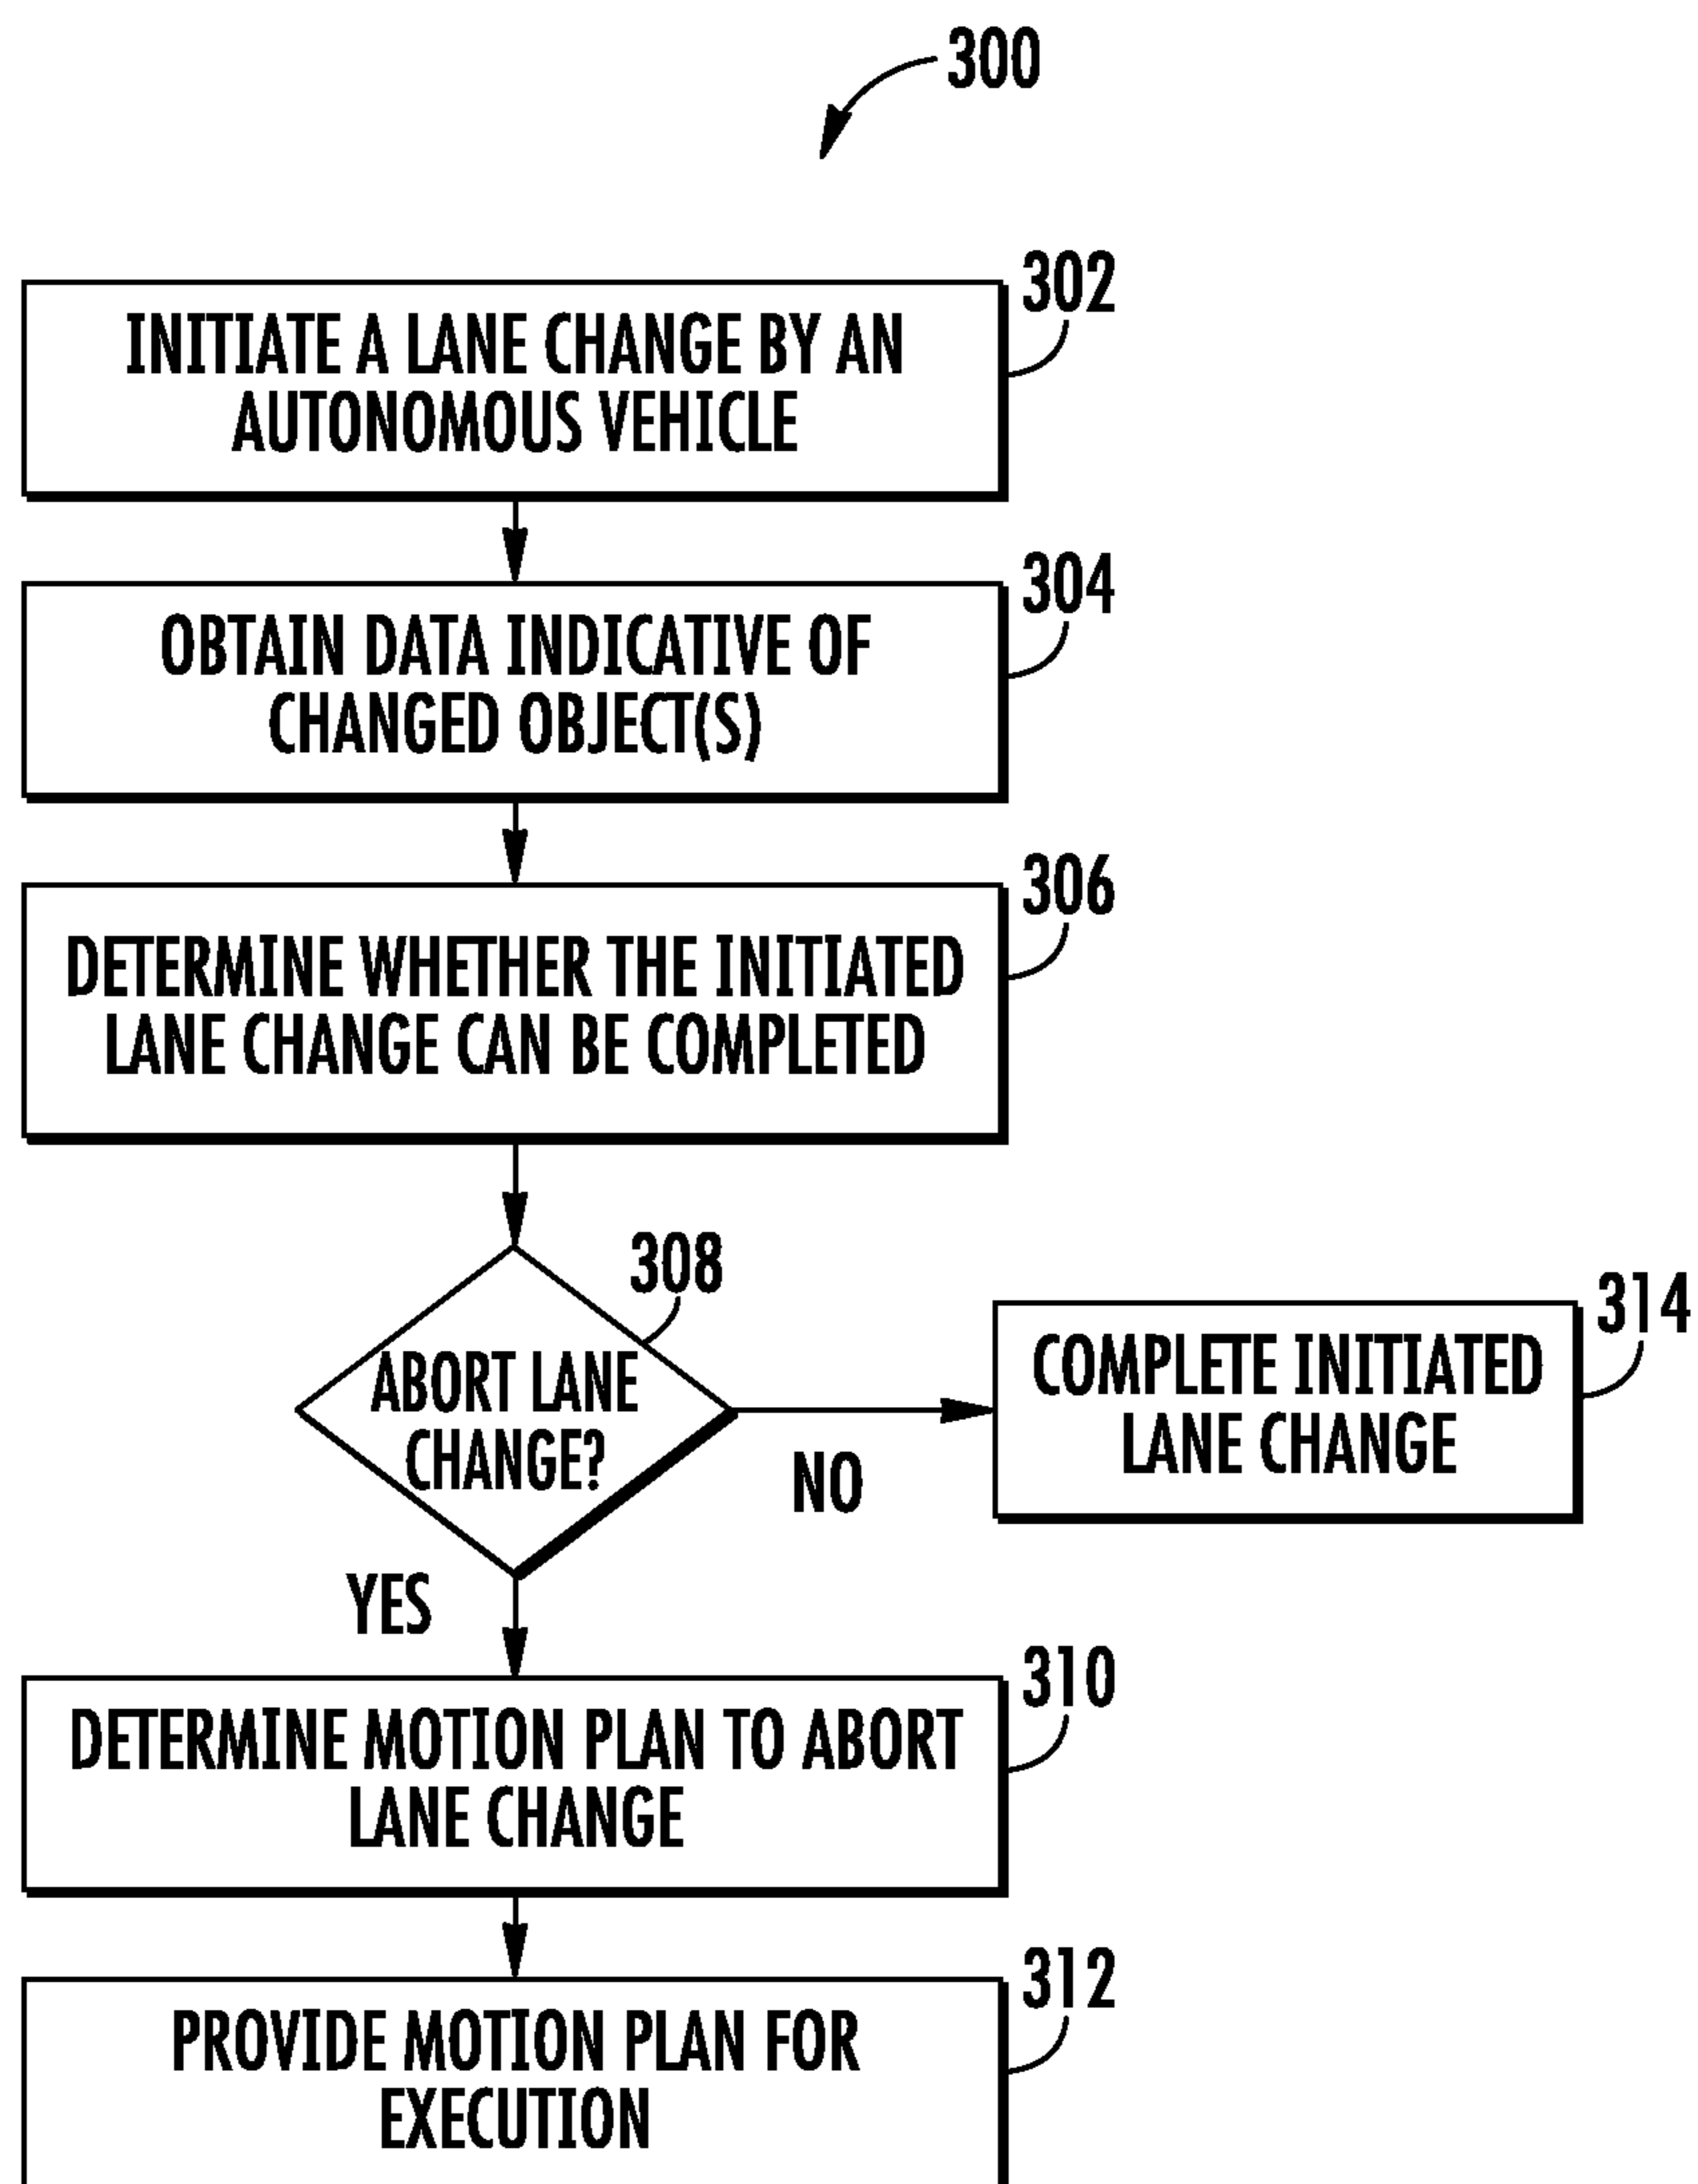 300
302
INITIATE A LANE CHANGE BY AN
AUTONOMOUS VEHICLE
304
OBTAIN DATA INDICATIVE OF
CHANGED OBJECT(S)
306
DETERMINE WHETHER THE INITIATED
LANE CHANGE CAN BE COMPLETED
308
ABORT LANE
CHANGE?
314
COMPLETE INITIATED
LANE CHANGE
NO
YES
310
DETERMINE MOTION PLAN TO ABORT
LANE CHANGE
312
PROVIDE MOTION PLAN FOR
EXECUTION